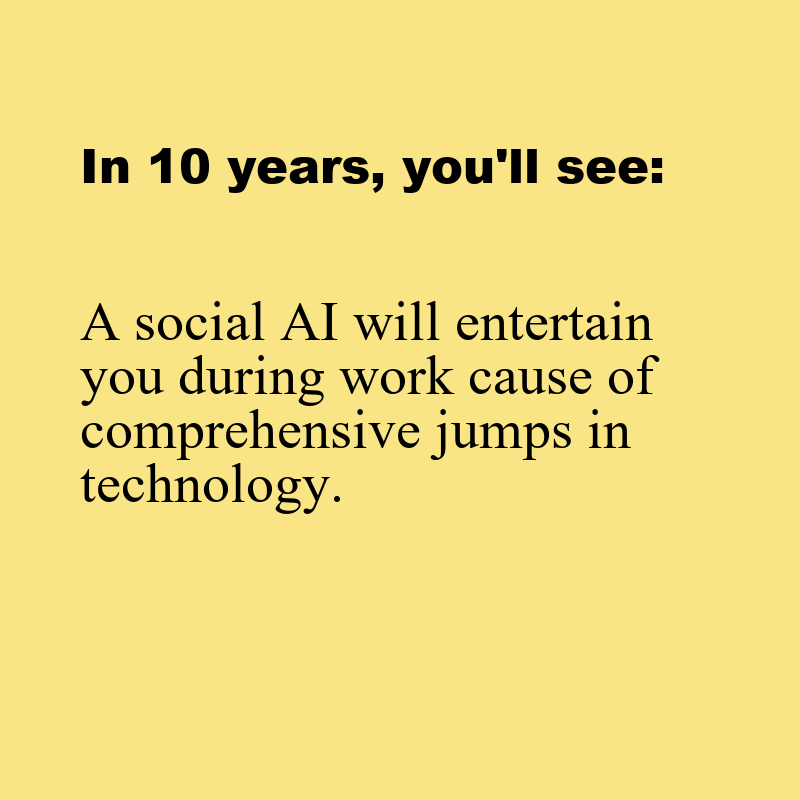 In 10 years, you'll see:
A social AI will entertain
you during work cause of
comprehensive jumps in
technology.